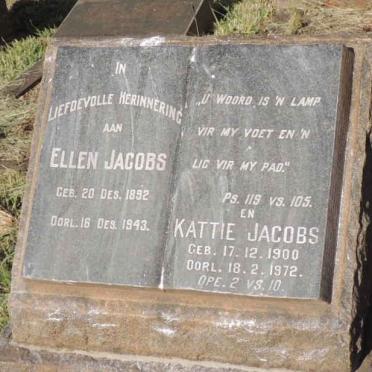 IN
LIEFDEVOLLE HERINNERING
AAN
ELLEN JACOBS
GEB. 20 DES. 1892
OORL. 16 DES. 1943.
"U WOORD IS 'N LAMP
VIR MY VOET EN 'N
LIG VIR MY PAD."
PS. 119 VS. 105.
EN
KATTIE JACOBS
GEB. 17.12.1900
OORL. 18.2.1972.
OPE. 2 VS.10.